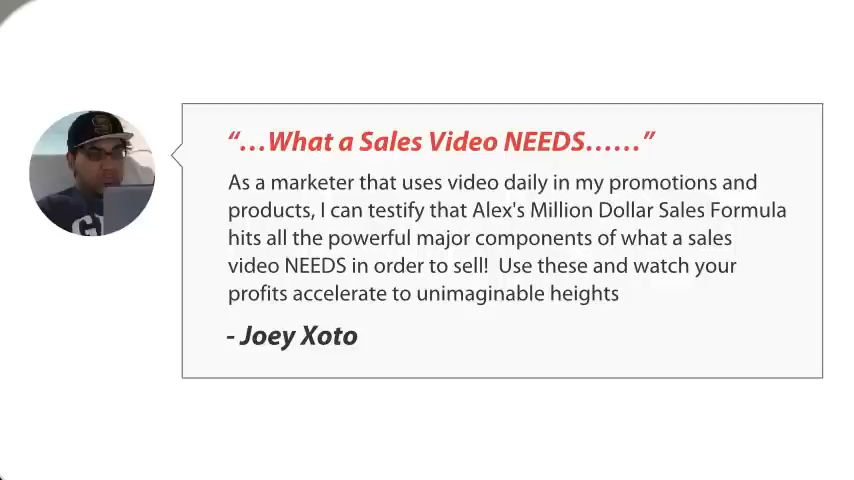 “...What a Sales Video NEEDS......”
As a marketer that uses video daily in my promotions and
products, I can testify that Alex's Million Dollar Sales Formula
hits all the powerful major components of what a sales
video NEEDS in order to sell!  Use these and watch your
profits accelerate to unimaginable heights
- Joey Xoto